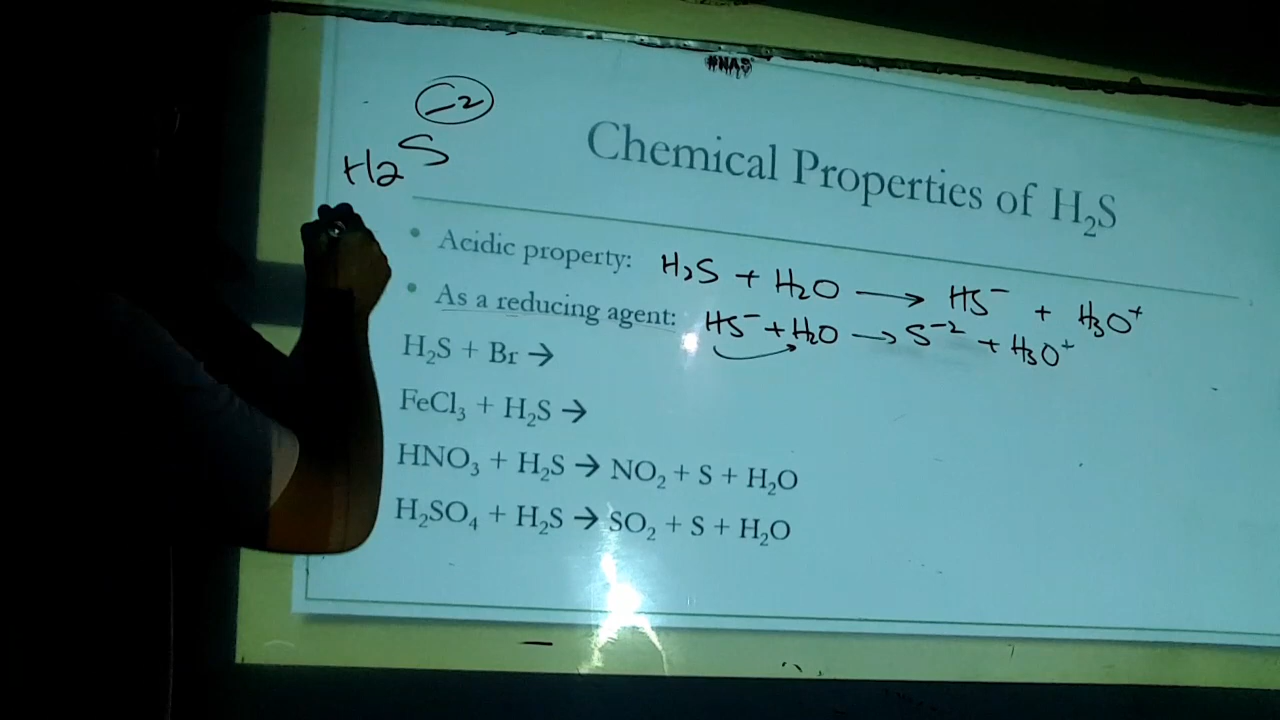 #NAS
-2
H₂S
Chemical Properties of H₂S
• Acidic property: H₂S + H₂O → HS⁻ + H₃O⁺
• As a reducing agent: HS⁻ + H₂O → S⁻² + H₃O⁺
H₂S + Br →
FeCl₃ + H₂S →
HNO₃ + H₂S → NO₂ + S + H₂O
H₂SO₄ + H₂S → SO₂ + S + H₂O